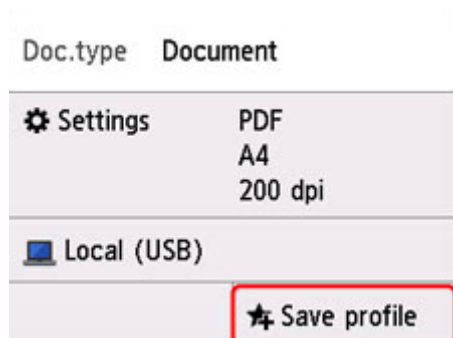 Doc.type Document
Settings PDF
A4
200 dpi
Local (USB)
Save profile